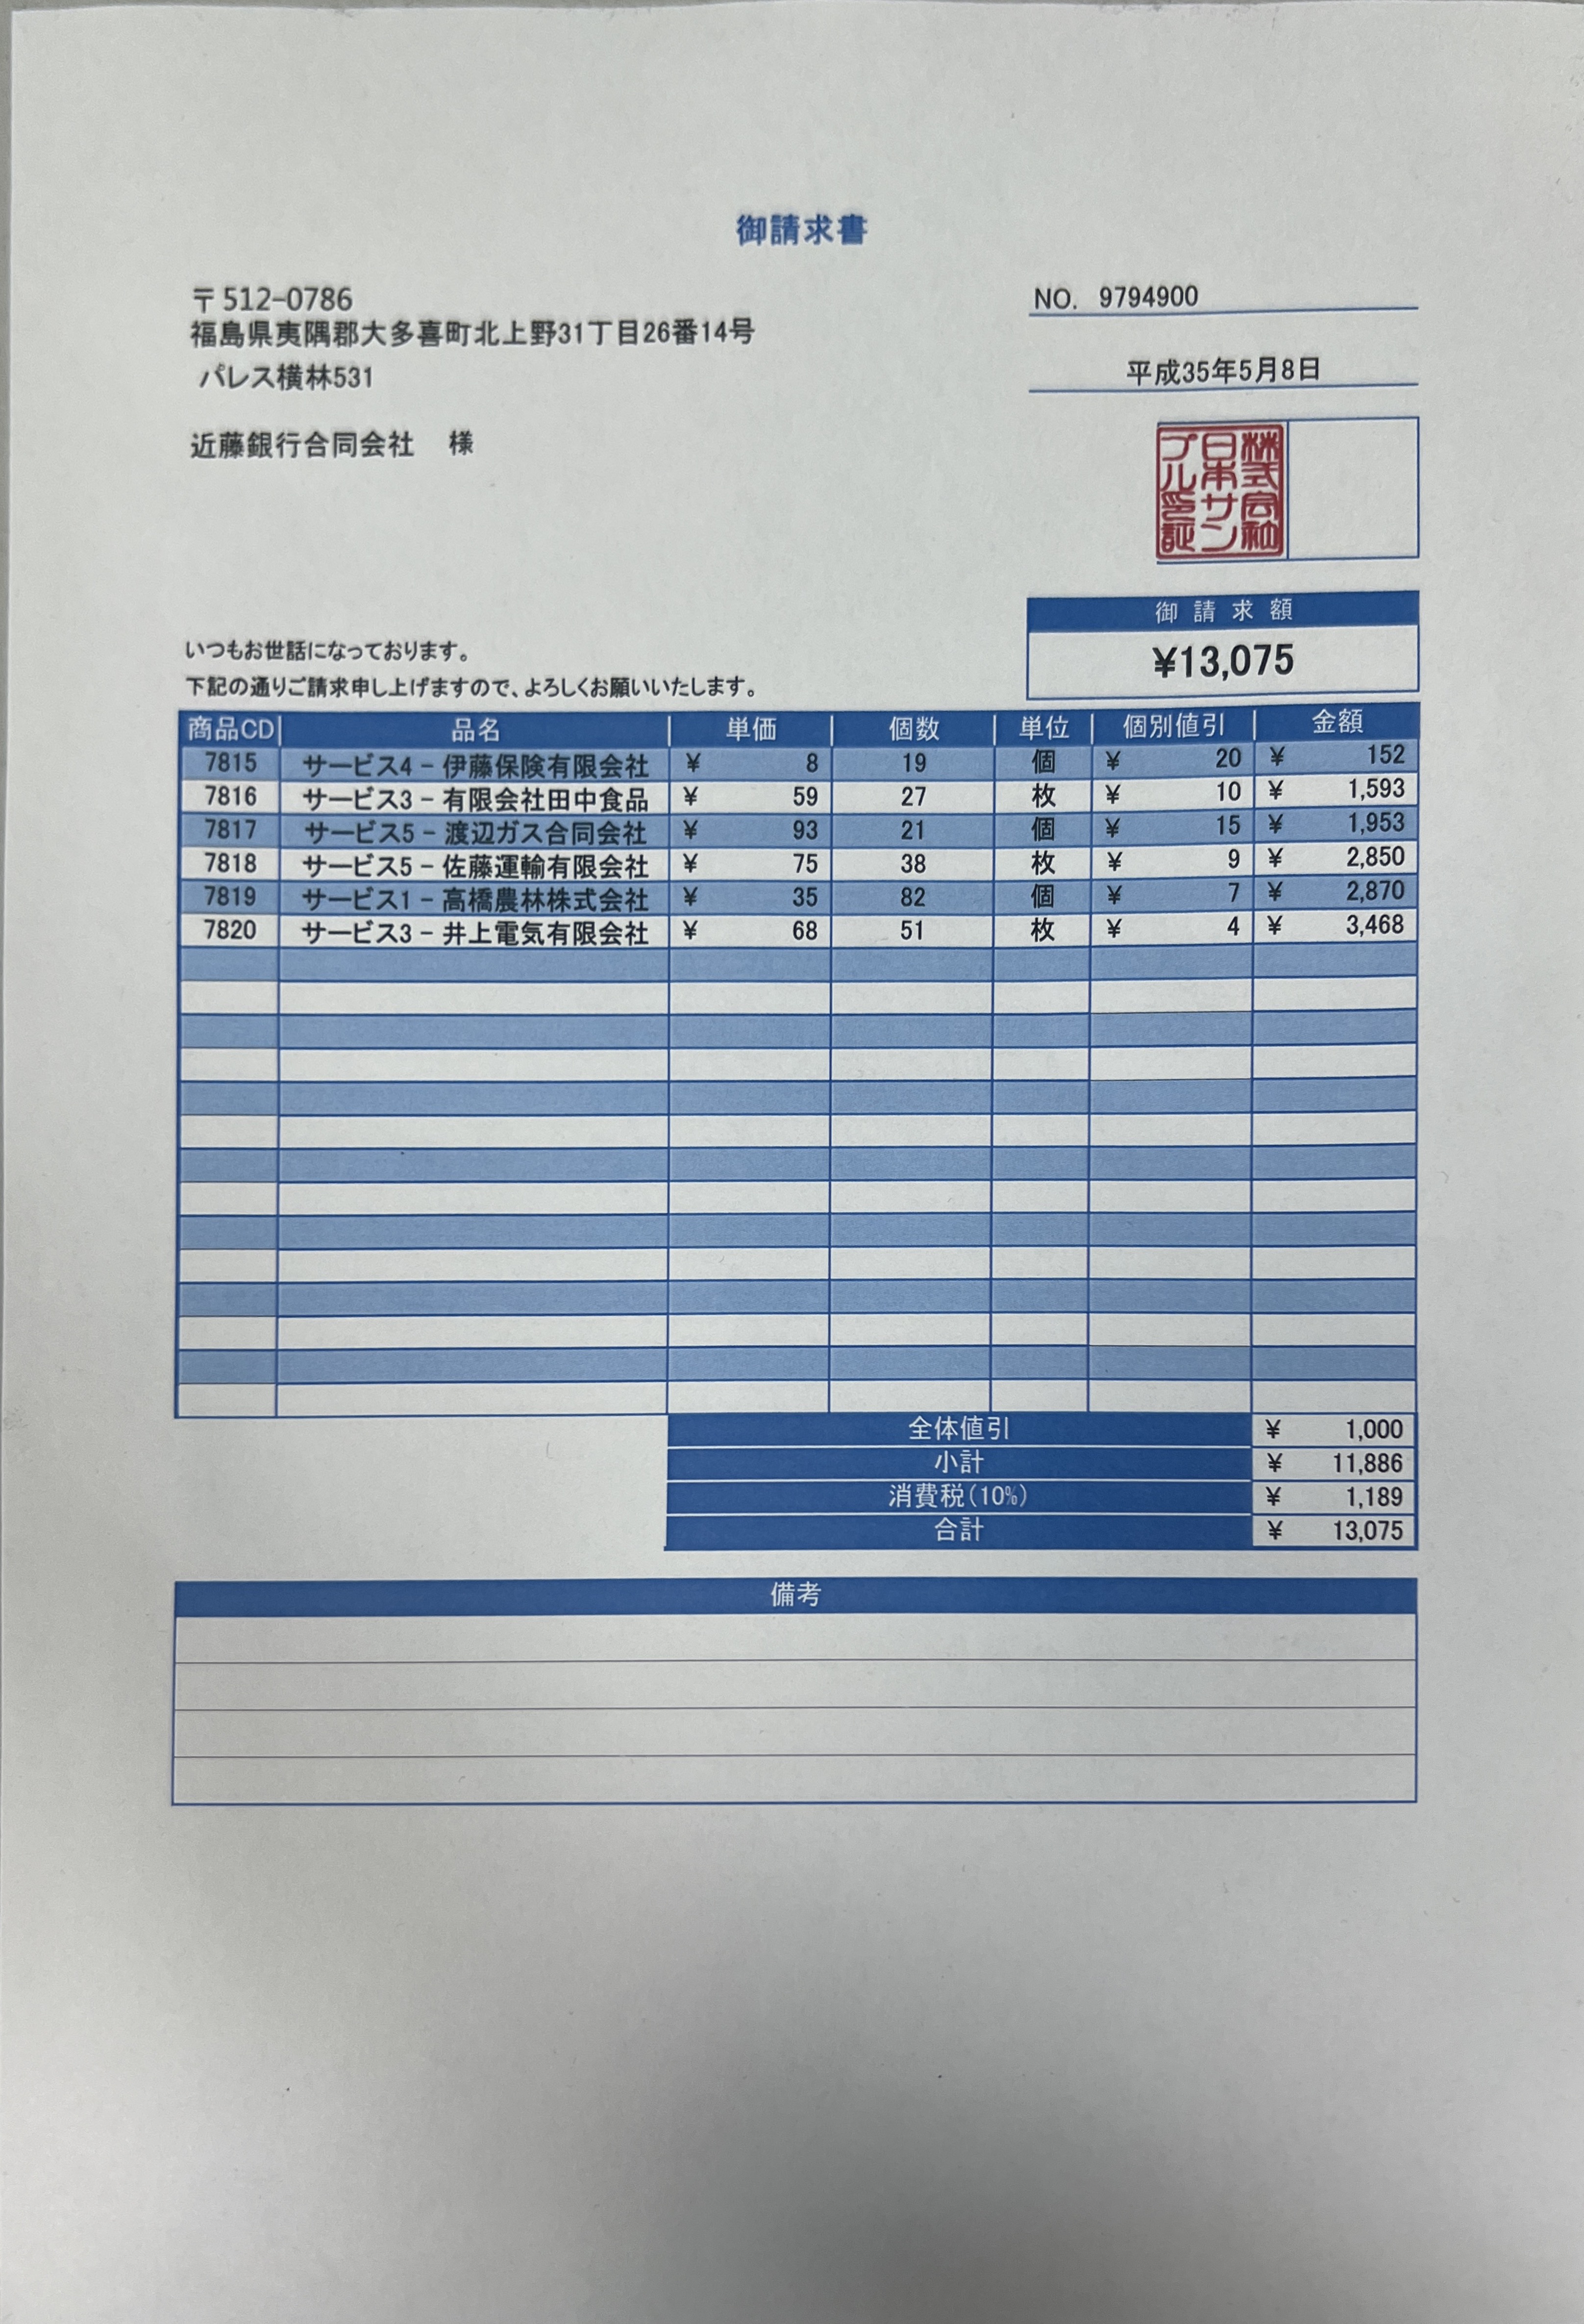 御請求書
〒512-0786
福島県夷隅郡大多喜町北上野31丁目26番14号
パレス横林531
近藤銀行合同会社 様
NO. 9794900
平成35年5月8日
株式会社
日本サン
プル印証
御請求額
¥13,075
いつもお世話になっております。
下記の通りご請求申し上げますので、よろしくお願いいたします。
商品CD 品名 単価 個数 単位 個別値引 金額
7815 サービス4 - 伊藤保険有限会社 ¥ 8 19 個 ¥ 20 ¥ 152
7816 サービス3 - 有限会社田中食品 ¥ 59 27 枚 ¥ 10 ¥ 1,593
7817 サービス5 - 渡辺ガス合同会社 ¥ 93 21 個 ¥ 15 ¥ 1,953
7818 サービス5 - 佐藤運輸有限会社 ¥ 75 38 枚 ¥ 9 ¥ 2,850
7819 サービス1 - 高橋農林株式会社 ¥ 35 82 個 ¥ 7 ¥ 2,870
7820 サービス3 - 井上電気有限会社 ¥ 68 51 枚 ¥ 4 ¥ 3,468
全体値引 ¥ 1,000
小計 ¥ 11,886
消費税(10%) ¥ 1,189
合計 ¥ 13,075
備考